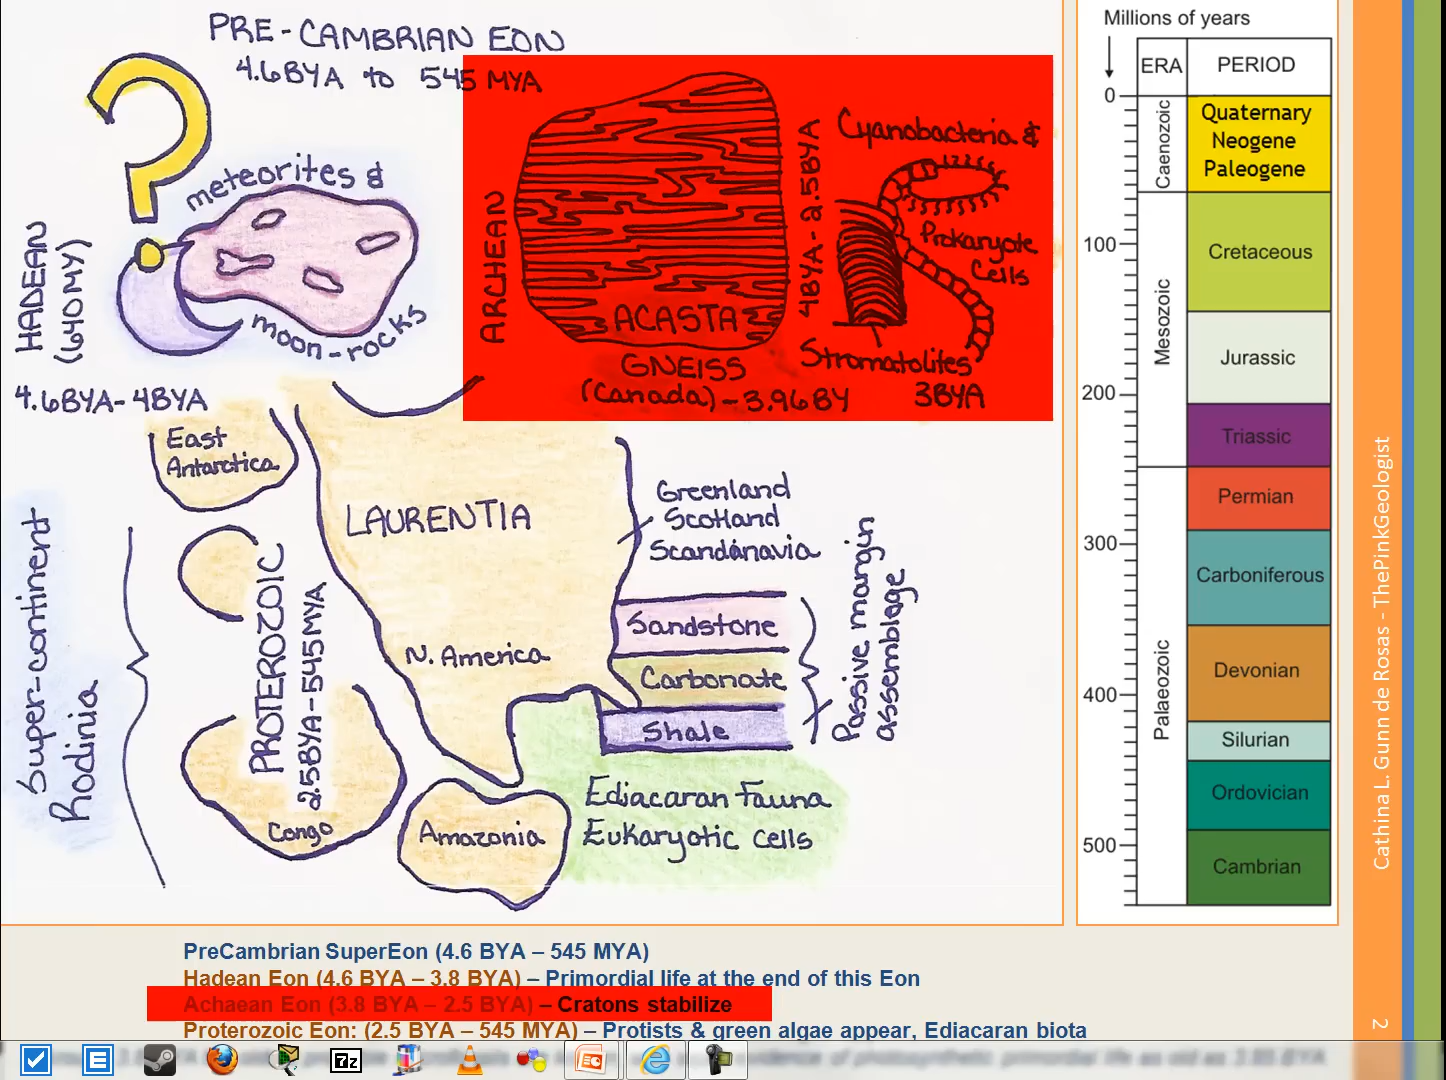 PRE-CAMBRIAN EON
4.6BYA to 545 MYA
HADEAN
(640MY)
meteorites &
moon-rocks
4.6BYA-4BYA
ARCHEAN
ACASTA
GNEISS
(Canada)-3.96BY
4BYA-2.5BYA
Cyanobacteria &
Prokaryote
Cells
Stromatolites
3BYA
Super-continent
Rodinia
East
Antarctica
PROTEROZOIC
2.5BYA-545MYA
Congo
LAURENTIA
N. America
Amazonia
Greenland
Scotland
Scandanavia
Sandstone
Carbonate
Shale
Passive margin
assemblage
Ediacaran Fauna
Eukaryotic cells
Millions of years
ERA
PERIOD
0
100
200
300
400
500
Caenozoic
Mesozoic
Palaeozoic
Quaternary
Neogene
Paleogene
Cretaceous
Jurassic
Triassic
Permian
Carboniferous
Devonian
Silurian
Ordovician
Cambrian
Cathina L. Gunn de Rosas - ThePinkGeologist
2
PreCambrian SuperEon (4.6 BYA – 545 MYA)
Hadean Eon (4.6 BYA – 3.8 BYA) – Primordial life at the end of this Eon
Achaean Eon (3.8 BYA – 2.5 BYA) – Cratons stabilize
Proterozoic Eon: (2.5 BYA – 545 MYA) – Protists & green algae appear, Ediacaran biota
7z